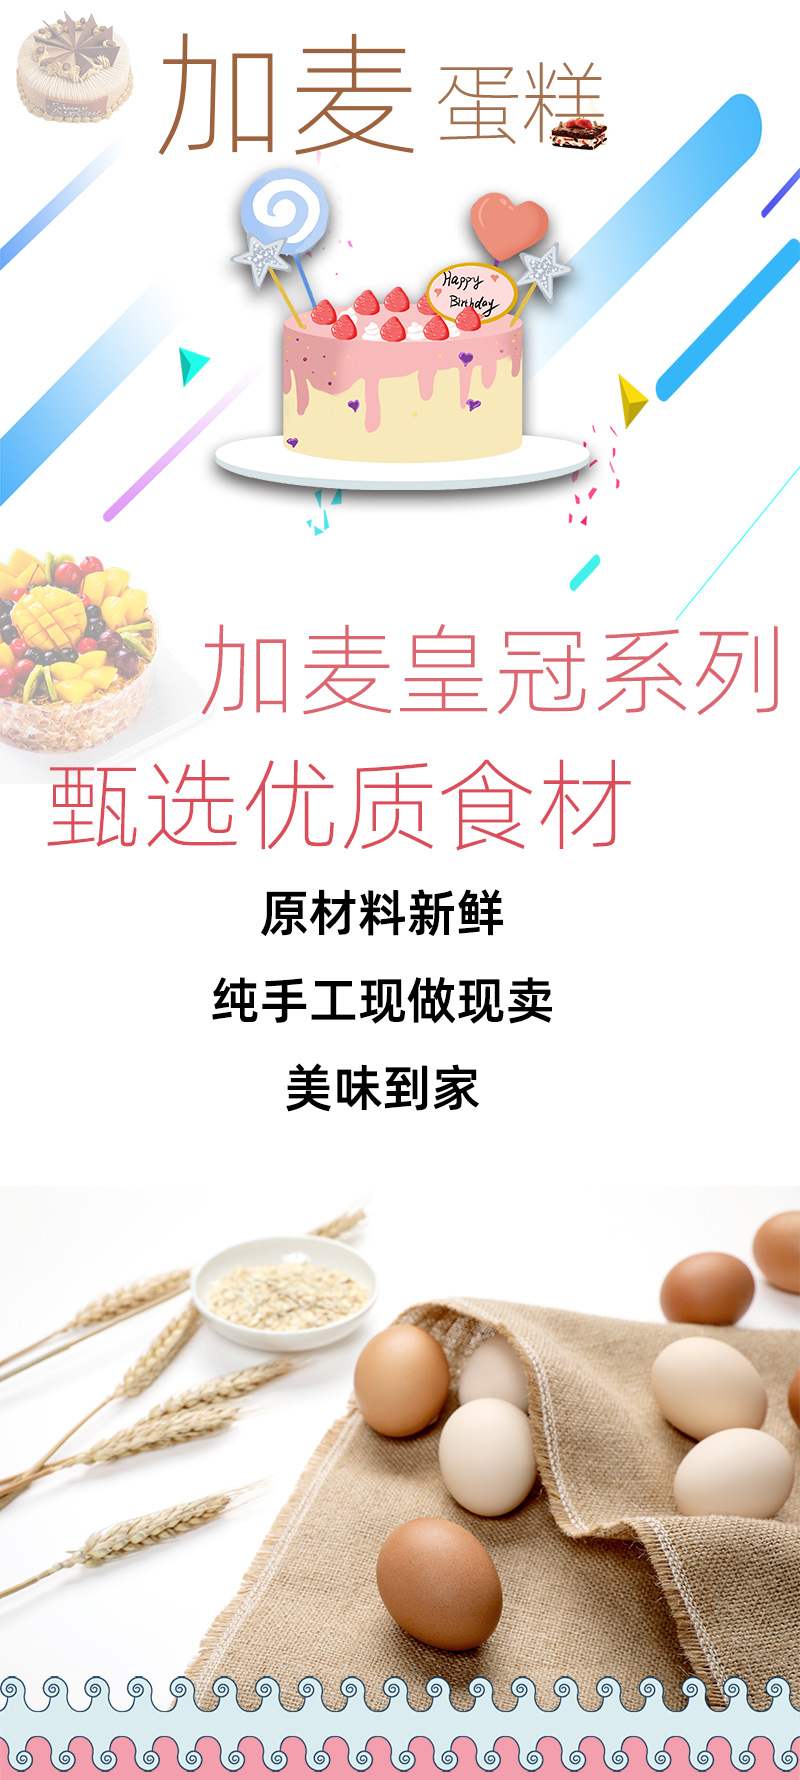 加麦 蛋糕
Happy
Birthday
加麦皇冠系列
甄选优质食材
原材料新鲜
纯手工现做现卖
美味到家